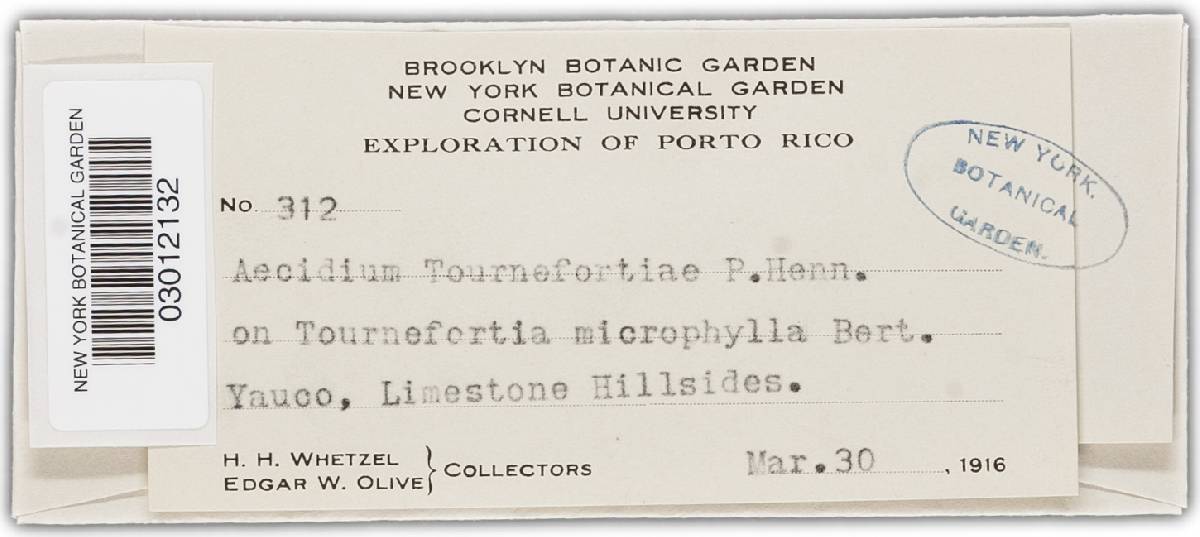 BROOKLYN BOTANIC GARDEN
NEW YORK BOTANICAL GARDEN
CORNELL UNIVERSITY
EXPLORATION OF PORTO RICO
No. 312
Aecidium Tournefortiae P.Henn.
on Tournefortia microphylla Bert.
Yauco, Limestone Hillsides.
H. H. WHETZEL
EDGAR W. OLIVE } COLLECTORS
Mar.30, 1916
NEW YORK
BOTANICAL
GARDEN.
NEW YORK BOTANICAL GARDEN
03012132